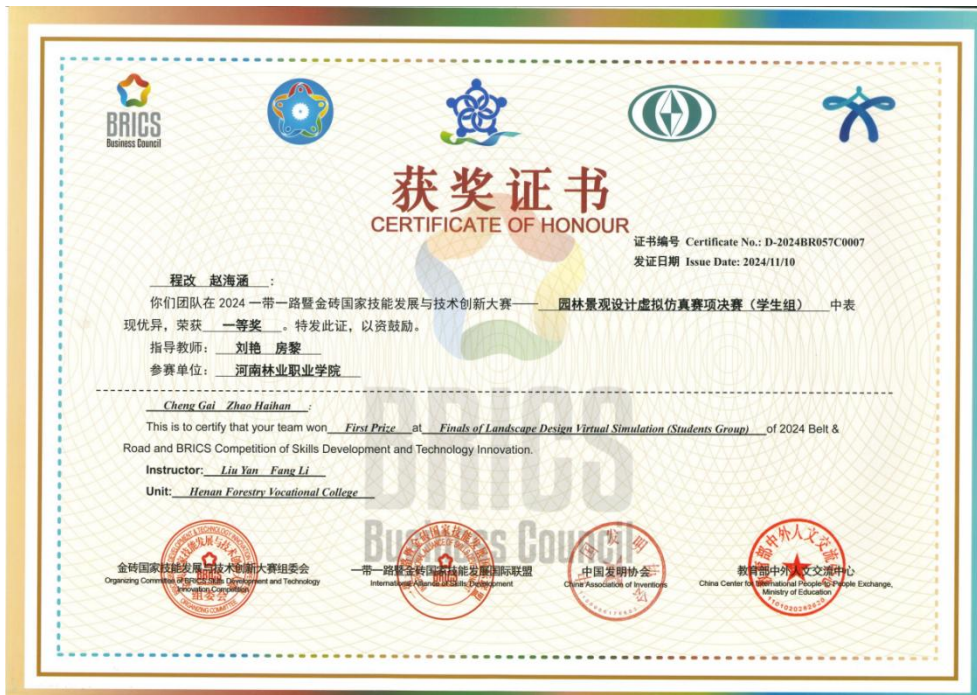 BRICS
Business Council
获奖证书
CERTIFICATE OF HONOUR
证书编号 Certificate No.: D-2024BR057C0007
发证日期 Issue Date: 2024/11/10
程改 赵海涵 :
你们团队在 2024 一带一路暨金砖国家技能发展与技术创新大赛—— 园林景观设计虚拟仿真赛项决赛（学生组） 中表
现优异，荣获 一等奖 。特发此证，以资鼓励。
指导教师： 刘艳 房黎
参赛单位： 河南林业职业学院
Cheng Gai Zhao Haihan :
This is to certify that your team won First Prize at Finals of Landscape Design Virtual Simulation (Students Group) of 2024 Belt &
Road and BRICS Competition of Skills Development and Technology Innovation.
Instructor: Liu Yan Fang Li
Unit: Henan Forestry Vocational College
BRICS
Business Council
金砖国家技能发展与技术创新大赛组委会
Organizing Committee of BRICS Skills Development and Technology
Innovation Competition
一带一路暨金砖国家技能发展国际联盟
International Alliance of Skills Development
中国发明协会
China Association of Inventions
教育部中外人文交流中心
China Center for International People-to-People Exchange,
Ministry of Education